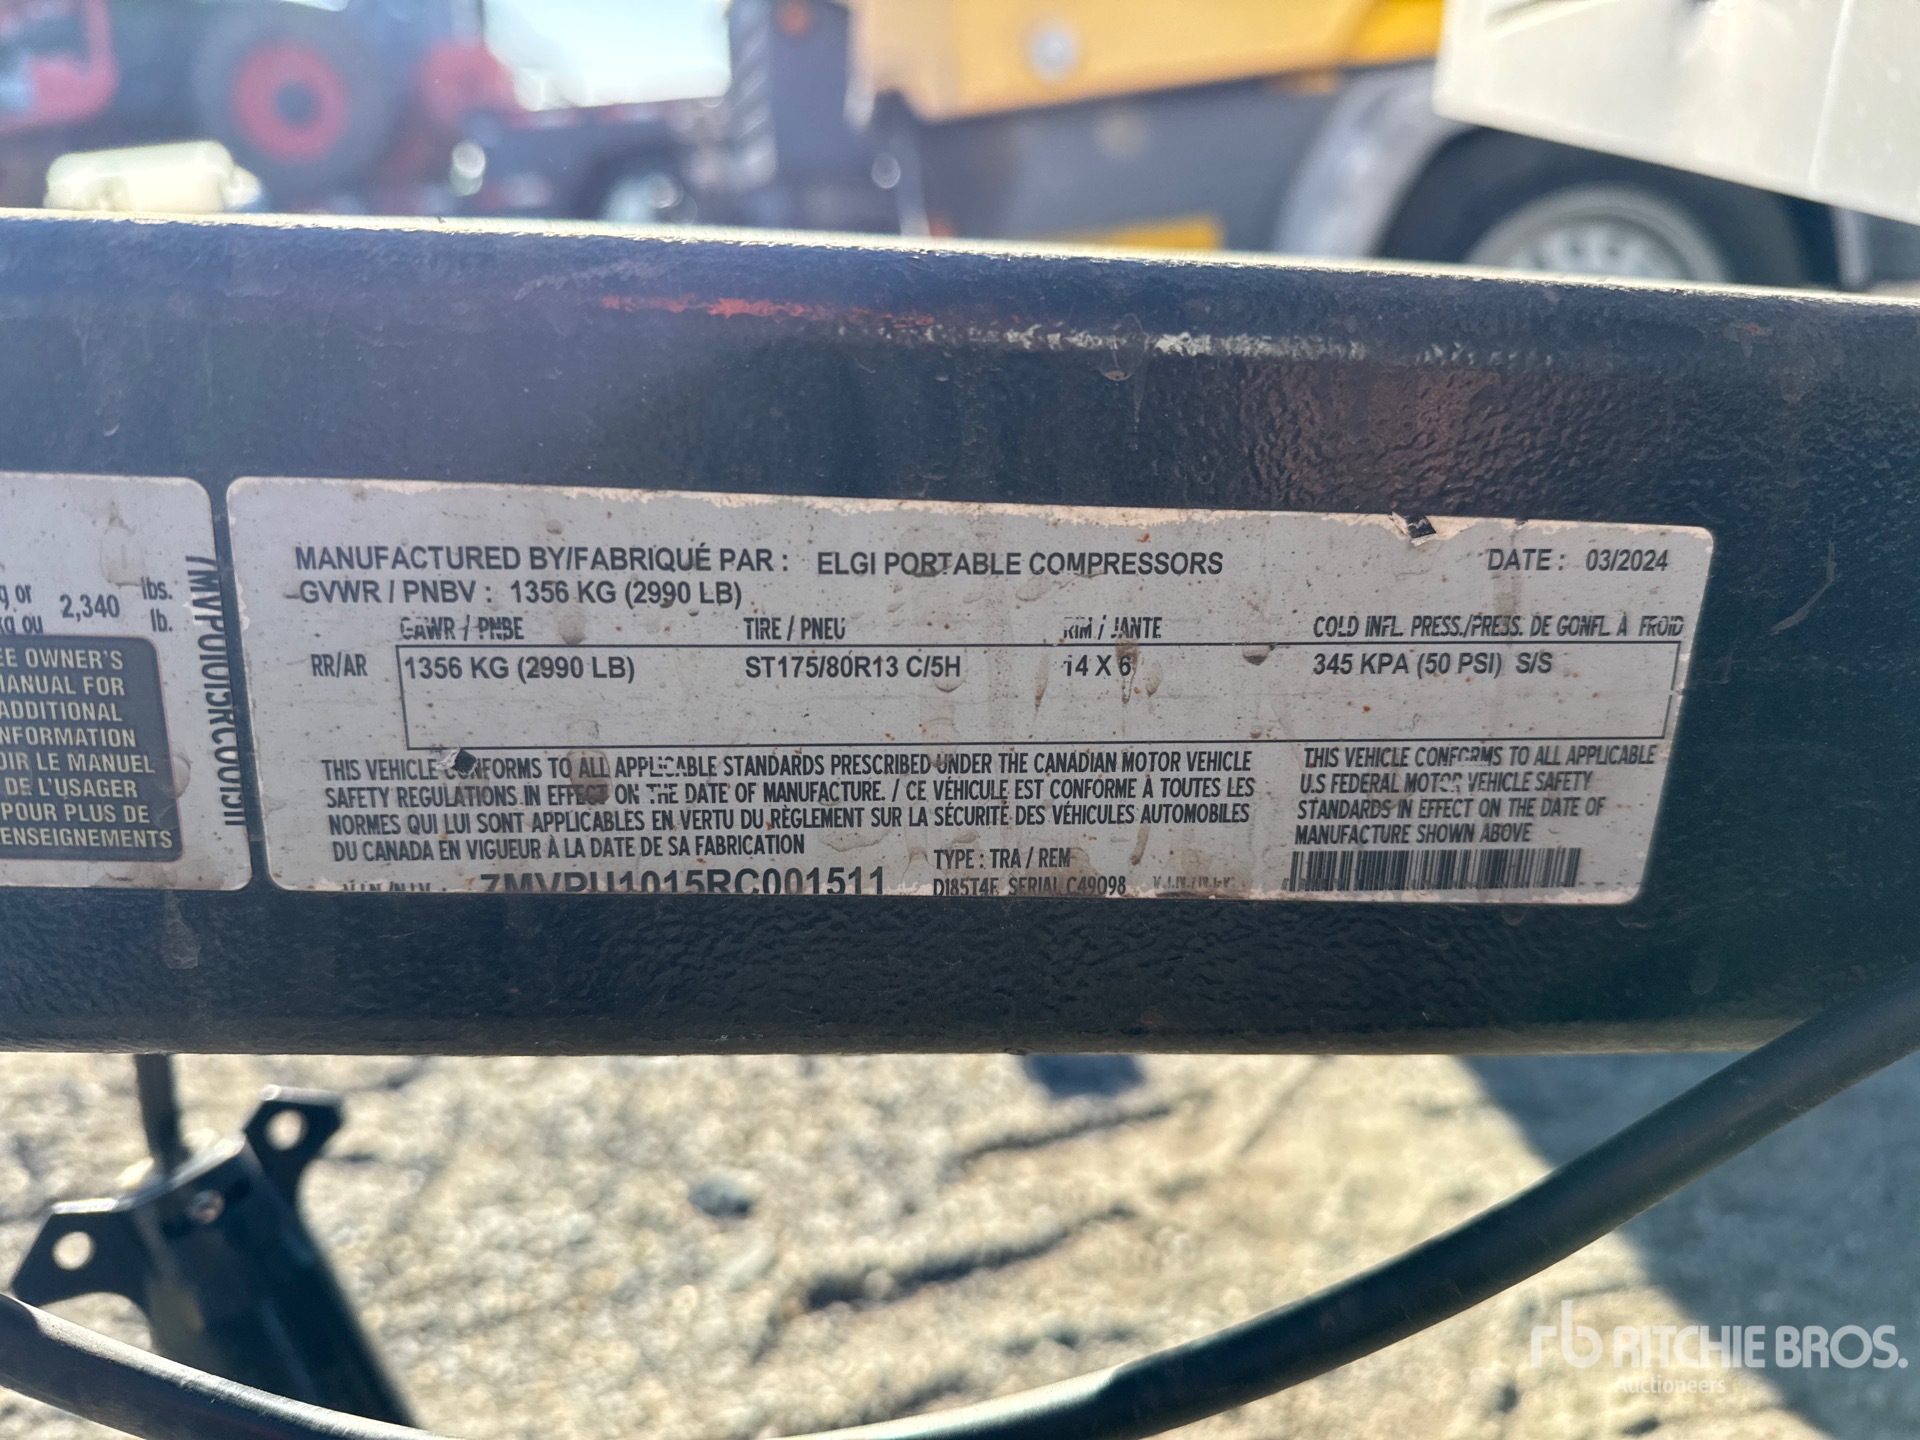 g or 2,340 lbs.
kg ou lb.
EE OWNER'S
MANUAL FOR
ADDITIONAL
NFORMATION
OIR LE MANUEL
DE L'USAGER
POUR PLUS DE
ENSEIGNEMENTS
7MVPU1015RC001511
MANUFACTURED BY/FABRIQUÉ PAR : ELGI PORTABLE COMPRESSORS DATE : 03/2024
GVWR / PNBV : 1356 KG (2990 LB)
GAWR / PNBE TIRE / PNEU RIM / JANTE COLD INFL. PRESS./PRESS. DE GONFL. À FROID
RR/AR 1356 KG (2990 LB) ST175/80R13 C/5H 14 X 6 345 KPA (50 PSI) S/S
THIS VEHICLE CONFORMS TO ALL APPLICABLE STANDARDS PRESCRIBED UNDER THE CANADIAN MOTOR VEHICLE
SAFETY REGULATIONS IN EFFECT ON THE DATE OF MANUFACTURE. / CE VÉHICULE EST CONFORME À TOUTES LES
NORMES QUI LUI SONT APPLICABLES EN VERTU DU RÈGLEMENT SUR LA SÉCURITÉ DES VÉHICULES AUTOMOBILES
DU CANADA EN VIGUEUR À LA DATE DE SA FABRICATION
THIS VEHICLE CONFORMS TO ALL APPLICABLE
U.S FEDERAL MOTOR VEHICLE SAFETY
STANDARDS IN EFFECT ON THE DATE OF
MANUFACTURE SHOWN ABOVE
TYPE : TRA / REM
V.I.N./N.I.V. 7MVPU1015RC001511 D185T4F SERIAL C49098
rb RITCHIE BROS.
Auctioneers